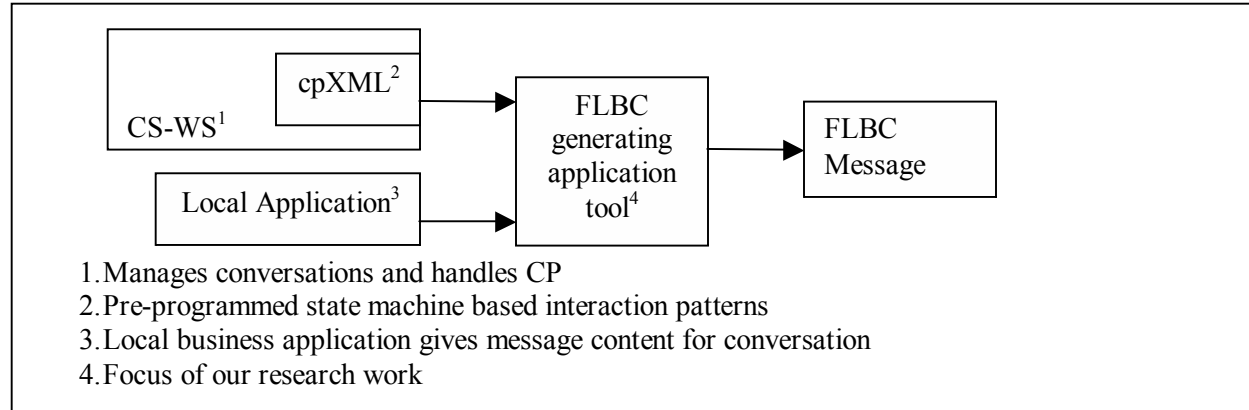 cpXML2
CS-WS1
Local Application3
FLBC
generating
application
tool4
FLBC
Message
1.Manages conversations and handles CP
2.Pre-programmed state machine based interaction patterns
3.Local business application gives message content for conversation
4.Focus of our research work